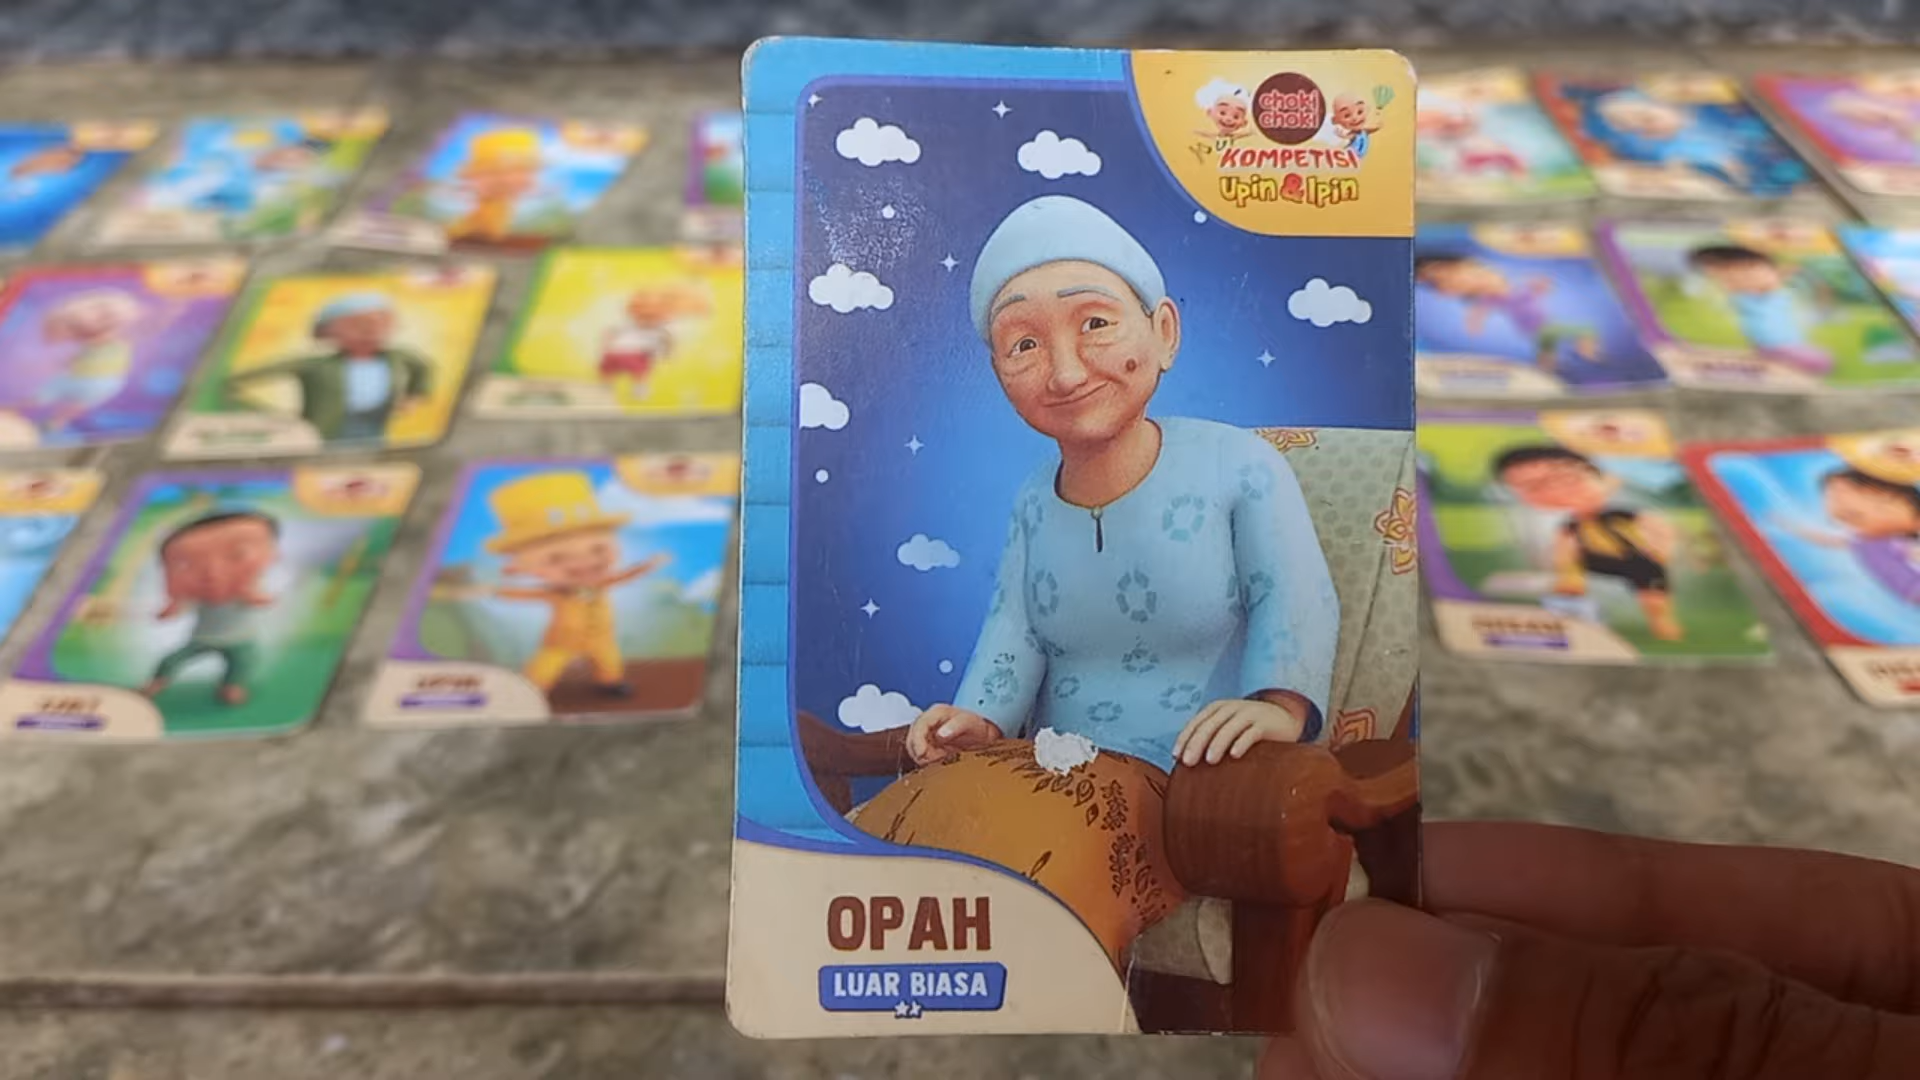 choki
choki
KOMPETISI
Upin & Ipin
OPAH
LUAR BIASA